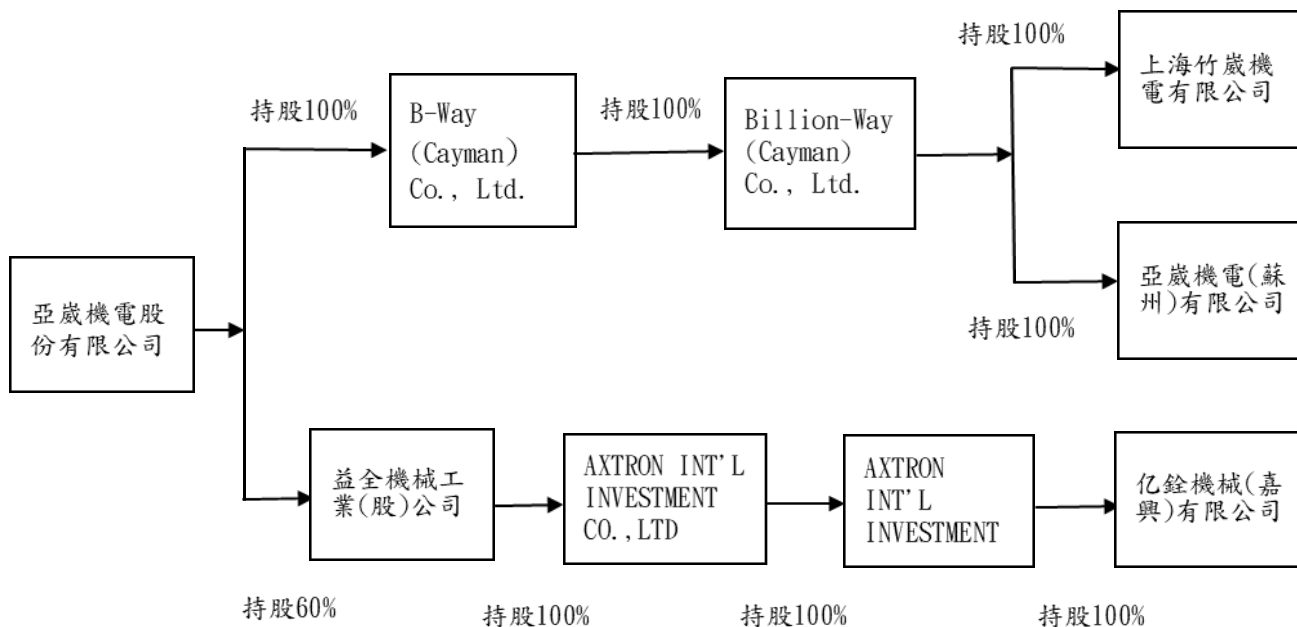 持股100%
上海竹崴機
電有限公司
持股100%
B-Way
(Cayman)
Co., Ltd.
持股100%
Billion-Way
(Cayman)
Co., Ltd.
亞崴機電(蘇
州)有限公司
持股100%
亞崴機電股
份有限公司
益全機械工
業(股)公司
AXTRON INT'L
INVESTMENT
CO.,LTD
AXTRON
INT'L
INVESTMENT
亿銓機械(嘉
興)有限公司
持股60%
持股100%
持股100%
持股100%